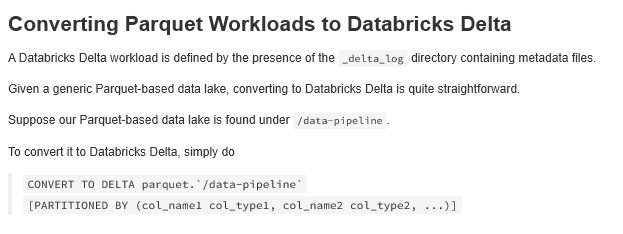 Converting Parquet Workloads to Databricks Delta
A Databricks Delta workload is defined by the presence of the _delta_log directory containing metadata files.
Given a generic Parquet-based data lake, converting to Databricks Delta is quite straightforward.
Suppose our Parquet-based data lake is found under /data-pipeline .
To convert it to Databricks Delta, simply do
CONVERT TO DELTA parquet.`/data-pipeline`
[PARTITIONED BY (col_name1 col_type1, col_name2 col_type2, ...)]